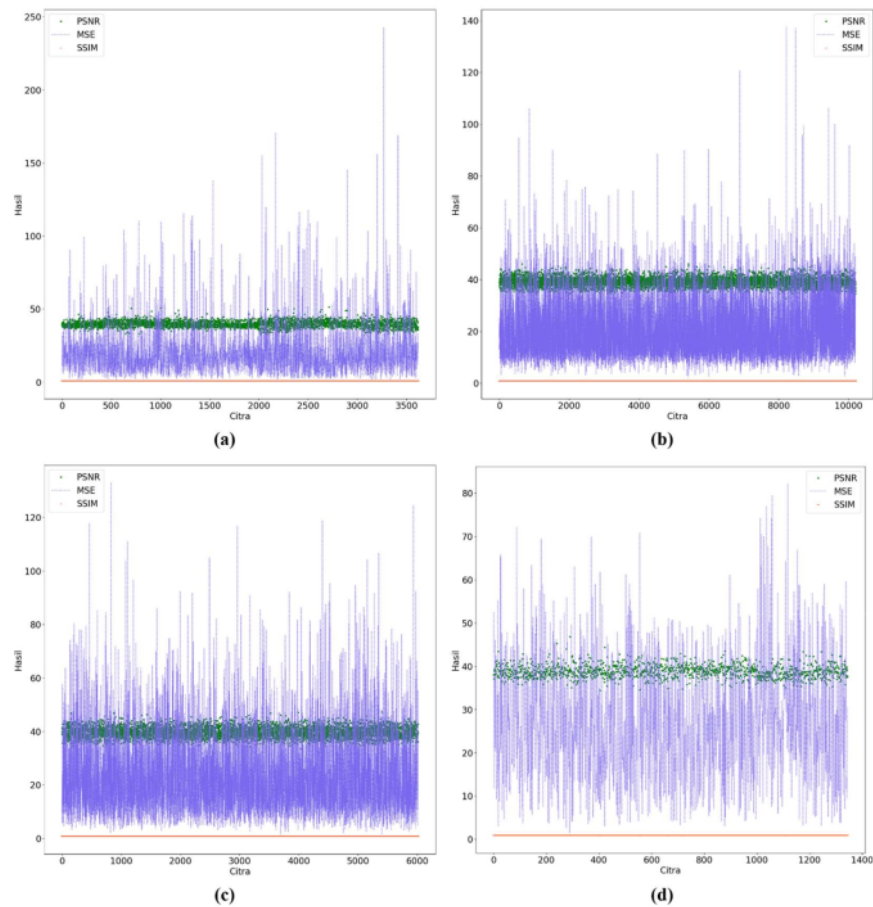 PSNR
MSE
SSIM
250
200
150
100
50
0
Hasil
0 500 1000 1500 2000 2500 3000 3500
Citra
(a)
PSNR
MSE
SSIM
140
120
100
80
60
40
20
0
Hasil
0 2000 4000 6000 8000 10000
Citra
(b)
PSNR
MSE
SSIM
120
100
80
60
40
20
0
Hasil
0 1000 2000 3000 4000 5000 6000
Citra
(c)
PSNR
MSE
SSIM
80
70
60
50
40
30
20
10
0
Hasil
0 200 400 600 800 1000 1200 1400
Citra
(d)